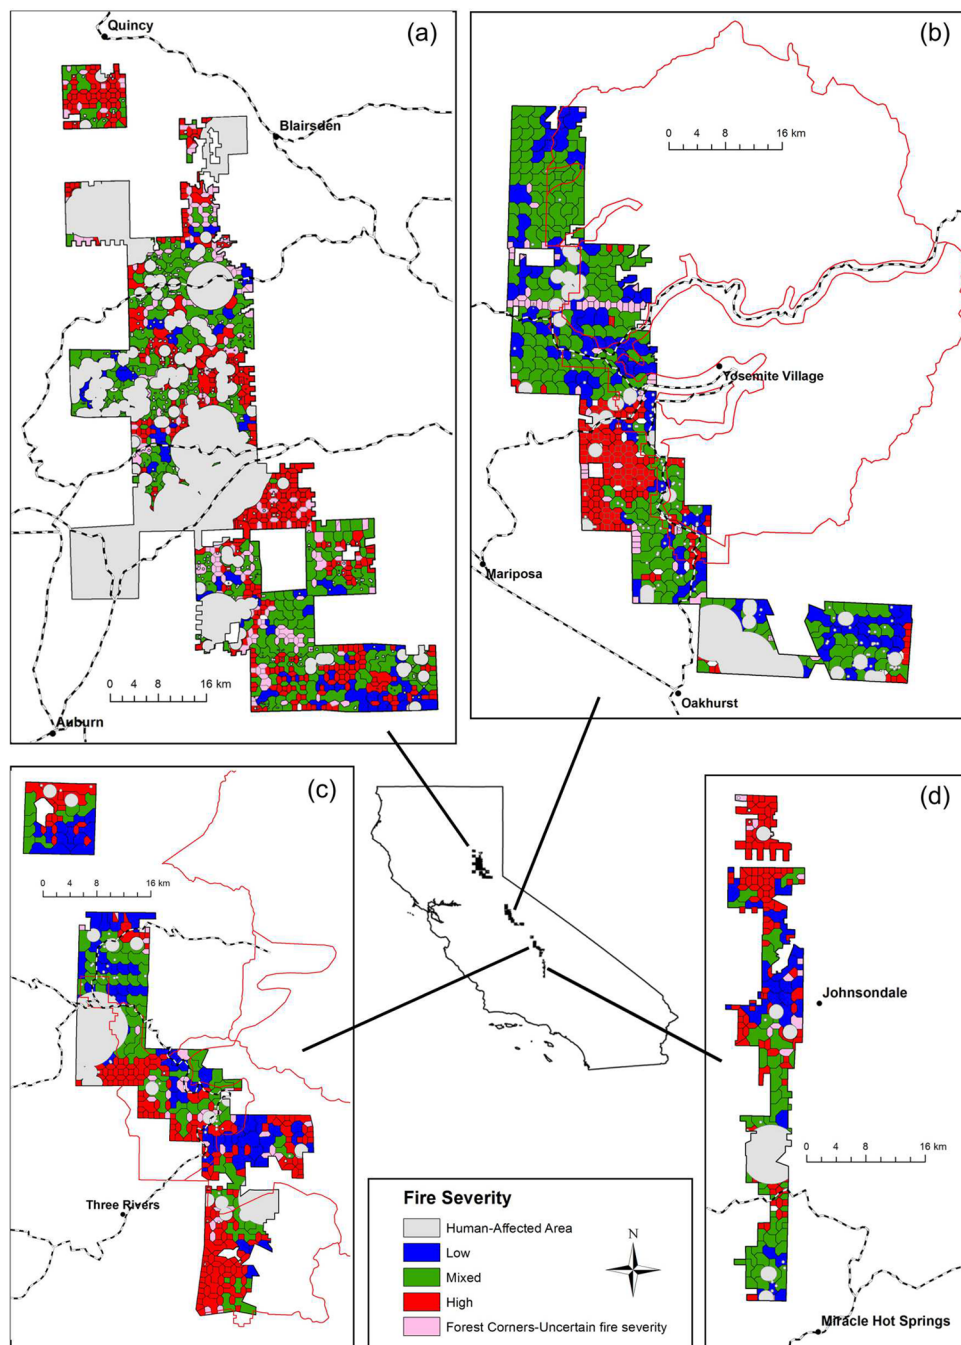 (a)
Quincy
Blairsden
0 4 8 16 km
Auburn
(b)
0 4 8 16 km
Yosemite Village
Mariposa
Oakhurst
(c)
0 4 8 16 km
Three Rivers
(d)
Johnsondale
0 4 8 16 km
Miracle Hot Springs
Fire Severity
Human-Affected Area
Low
Mixed
High
Forest Corners-Uncertain fire severity
N